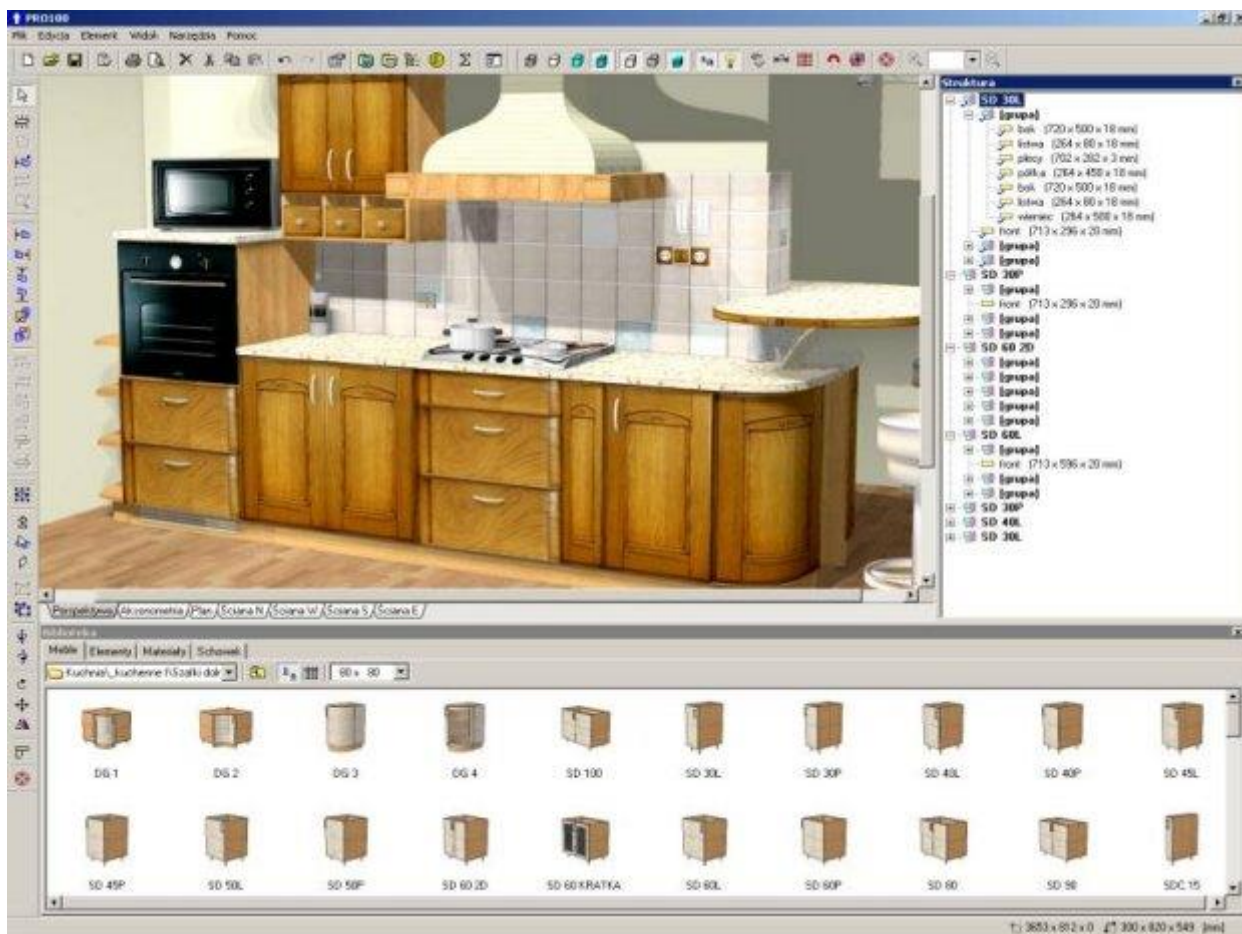 PRO100
Plik Edycja Element Widok Narzędzia Pomoc
Struktura
SD 30L
[grupa]
bok (720 x 500 x 18 mm)
listwa (264 x 80 x 18 mm)
plecy (702 x 282 x 3 mm)
półka (264 x 450 x 18 mm)
bok (720 x 500 x 18 mm)
listwa (264 x 80 x 18 mm)
wieniec (264 x 500 x 18 mm)
front (713 x 296 x 20 mm)
[grupa]
[grupa]
SD 30P
[grupa]
front (713 x 296 x 20 mm)
[grupa]
[grupa]
SD 60 2D
[grupa]
[grupa]
[grupa]
[grupa]
[grupa]
SD 60L
[grupa]
front (713 x 596 x 20 mm)
[grupa]
[grupa]
SD 30P
SD 40L
SD 30L
Perspektywa Aksonometria Plan Ściana N Ściana W Ściana S Ściana E
Biblioteka
Meble Elementy Materiały Schowek
80 x 80
DG 1 DG 2 DG 3 DG 4 SD 100 SD 30L SD 30P SD 40L SD 40P SD 45L
SD 45P SD 50L SD 50P SD 60 2D SD 60 KRATKA SD 60L SD 60P SD 80 SD 90 SDC 15
3653 x 812 x 0 300 x 820 x 549 [mm]